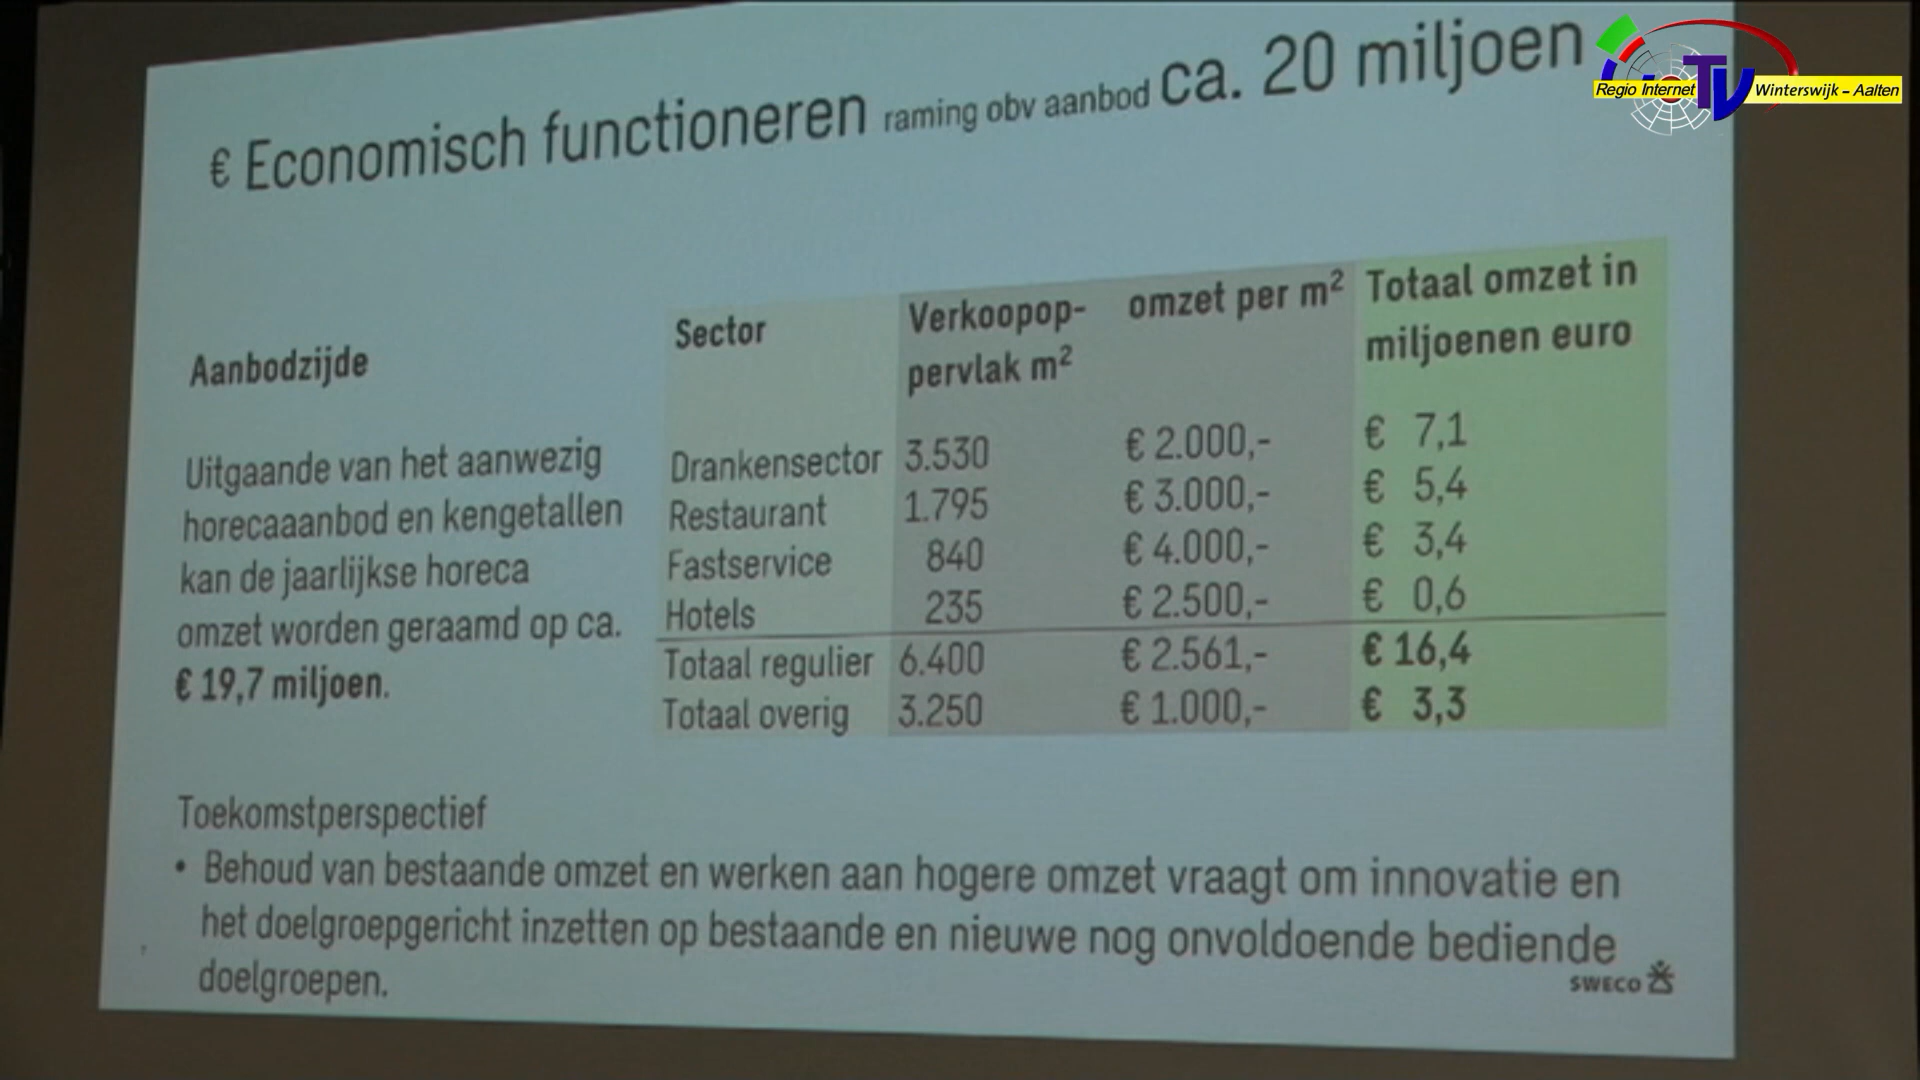 € Economisch functioneren raming obv aanbod ca. 20 miljoen
Regio Internet TV Winterswijk - Aalten
Aanbodzijde
Uitgaande van het aanwezig
horecaaanbod en kengetallen
kan de jaarlijkse horeca
omzet worden geraamd op ca.
€ 19,7 miljoen.
Sector Verkoopop- omzet per m² Totaal omzet in
pervlak m² miljoenen euro
Drankensector 3.530 € 2.000,- € 7,1
Restaurant 1.795 € 3.000,- € 5,4
Fastservice 840 € 4.000,- € 3,4
Hotels 235 € 2.500,- € 0,6
Totaal regulier 6.400 € 2.561,- € 16,4
Totaal overig 3.250 € 1.000,- € 3,3
Toekomstperspectief
• Behoud van bestaande omzet en werken aan hogere omzet vraagt om innovatie en
het doelgroepgericht inzetten op bestaande en nieuwe nog onvoldoende bediende
doelgroepen.
SWECO